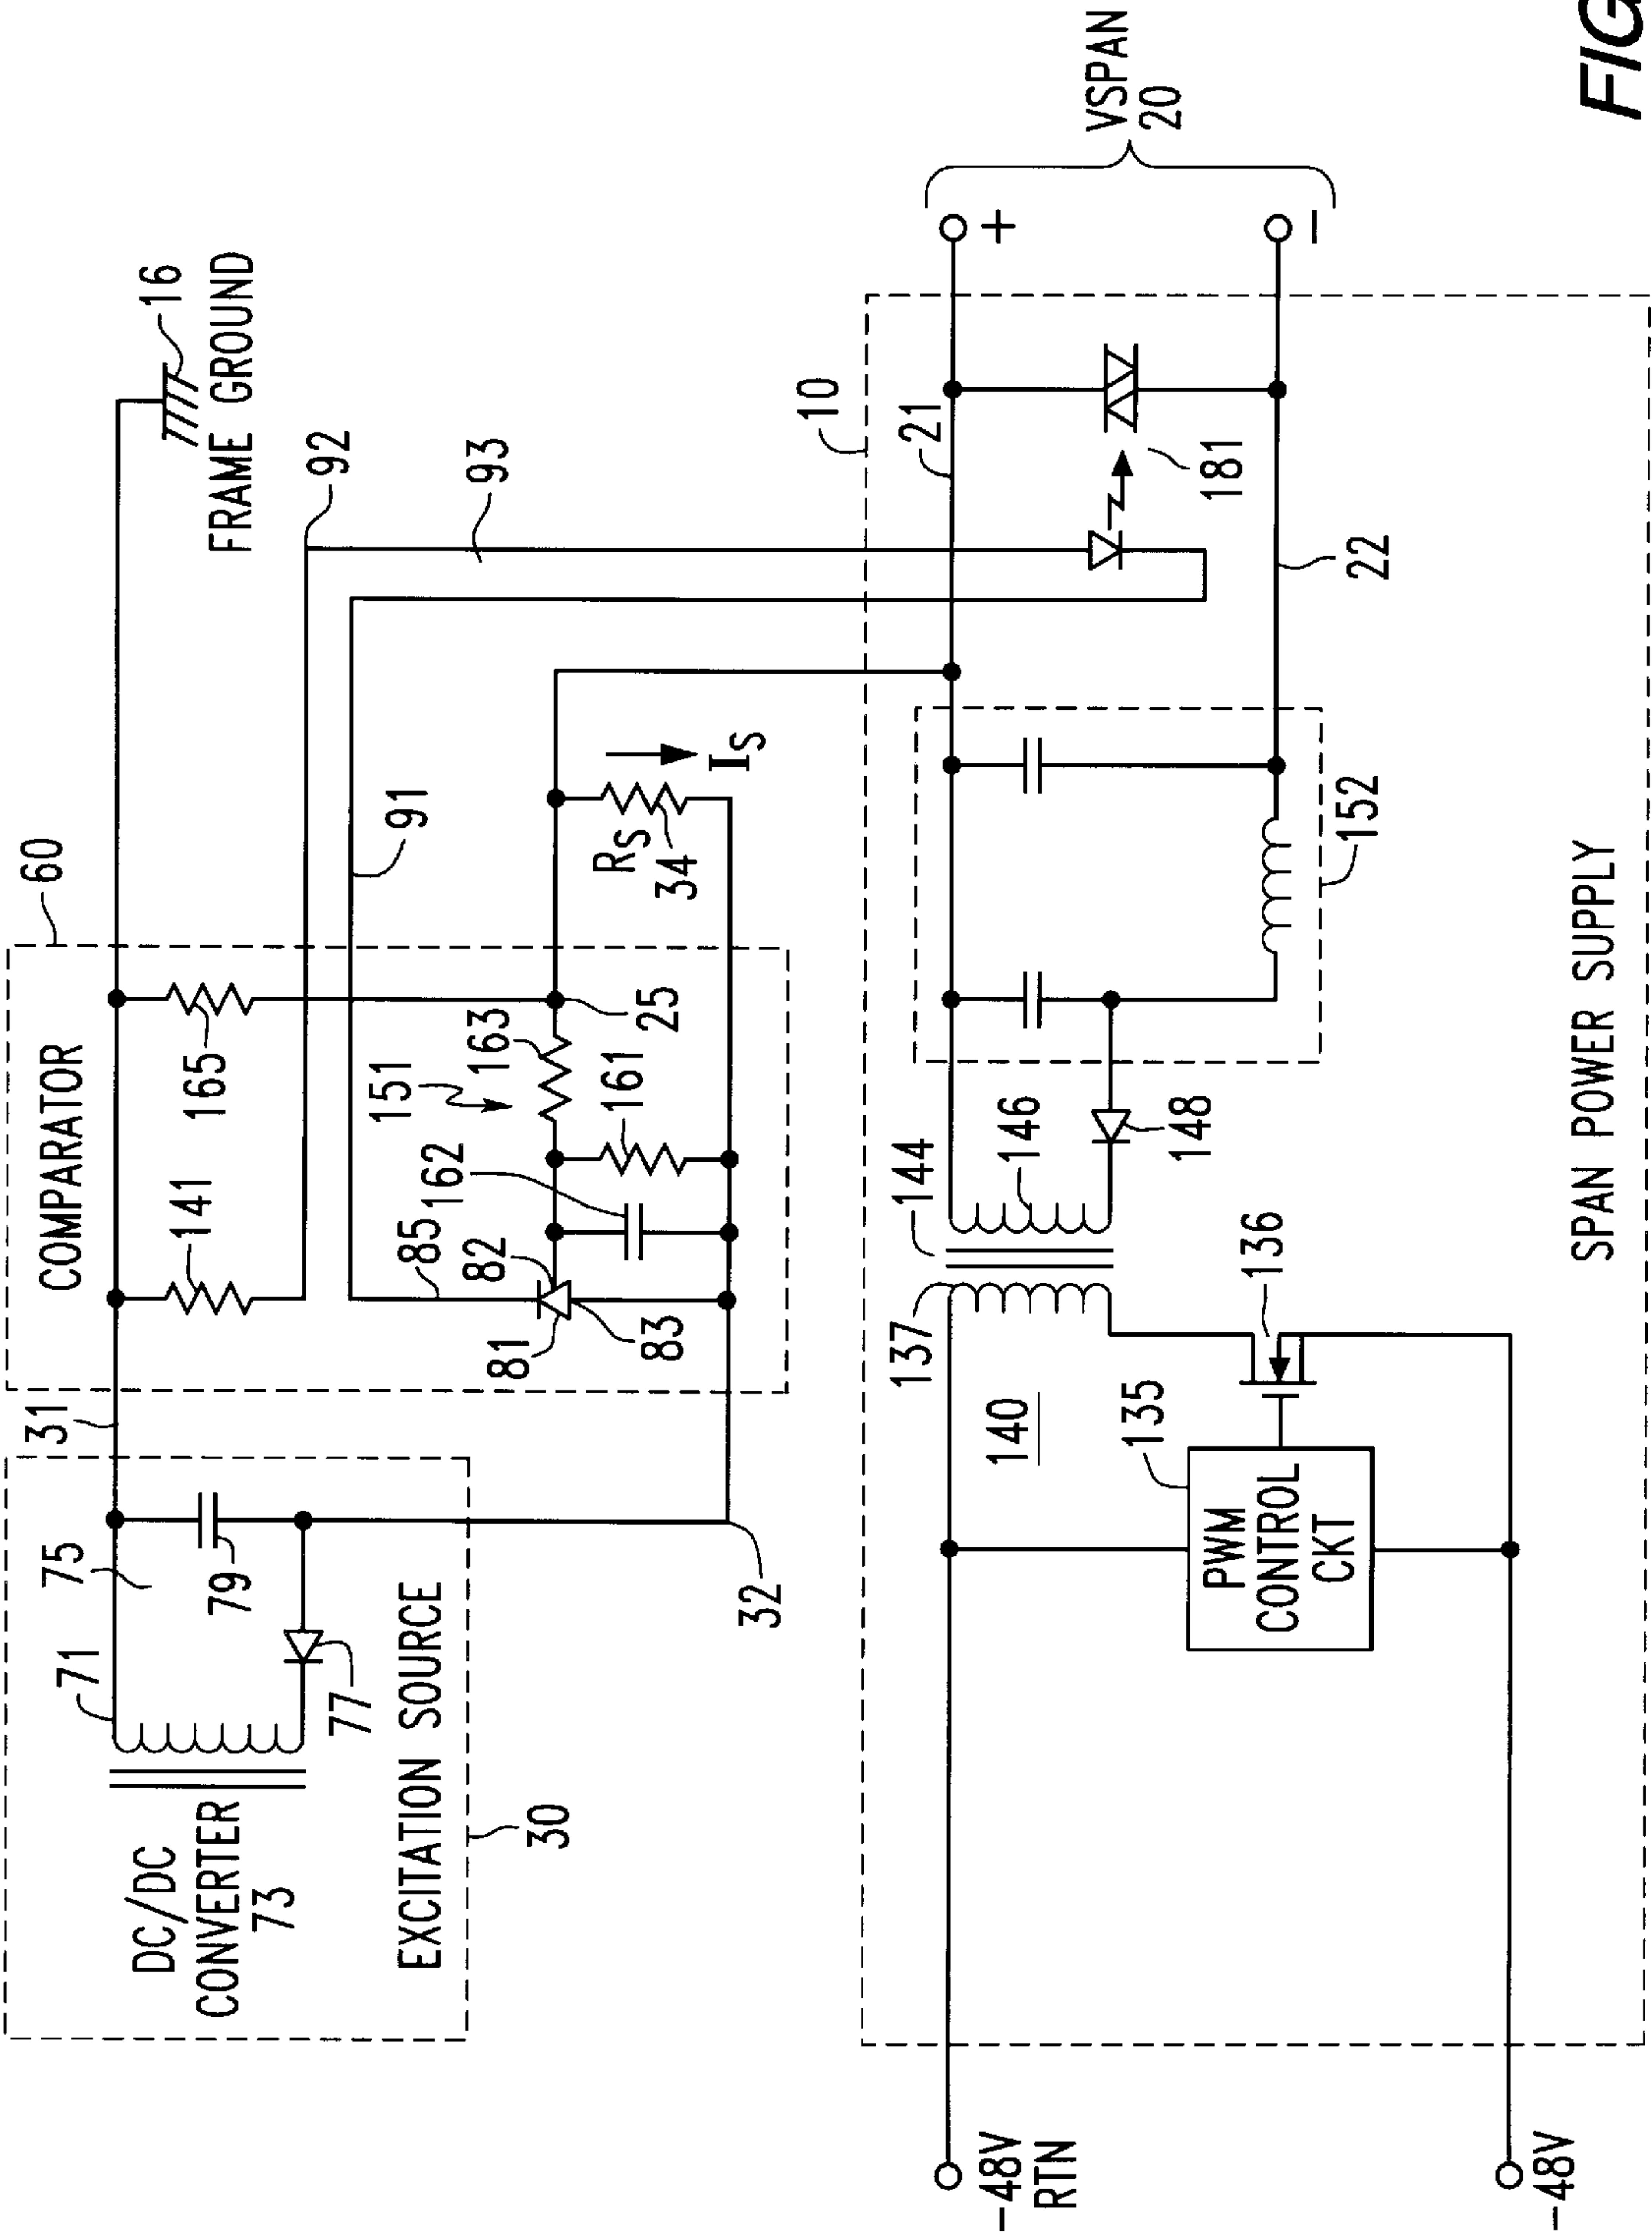 FIG
FRAME GROUND
16
92
93
91
60
COMPARATOR
141
165
151
163
161
162
25
85
82
81
83
RS
34
IS
31
75
71
79
77
DC/DC
CONVERTER
73
EXCITATION SOURCE
30
32
10
21
VSPAN
20
+
−
181
22
152
144
146
148
137
140
136
135
PWM
CONTROL
CKT
−48V
RTN
−48V
SPAN POWER SUPPLY